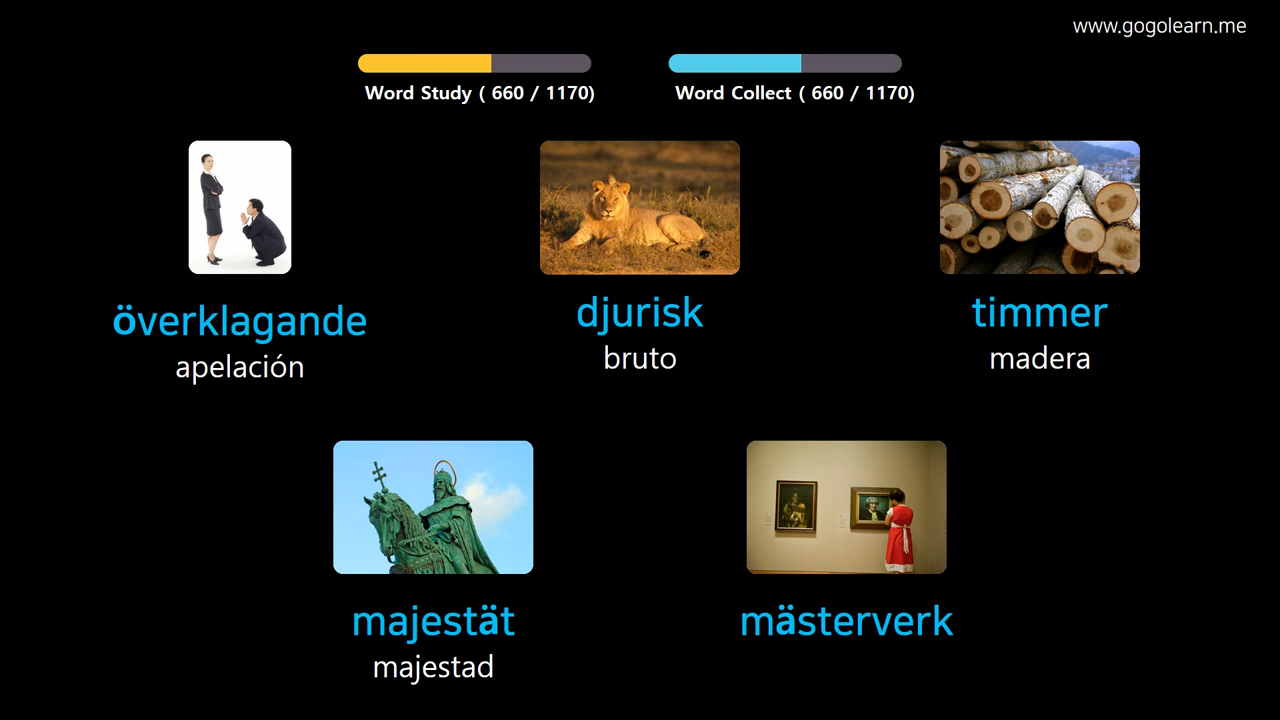 www.gogolearn.me
Word Study ( 660 / 1170)
Word Collect ( 660 / 1170)
överklagande
apelación
djurisk
bruto
timmer
madera
majestät
majestad
mästerverk